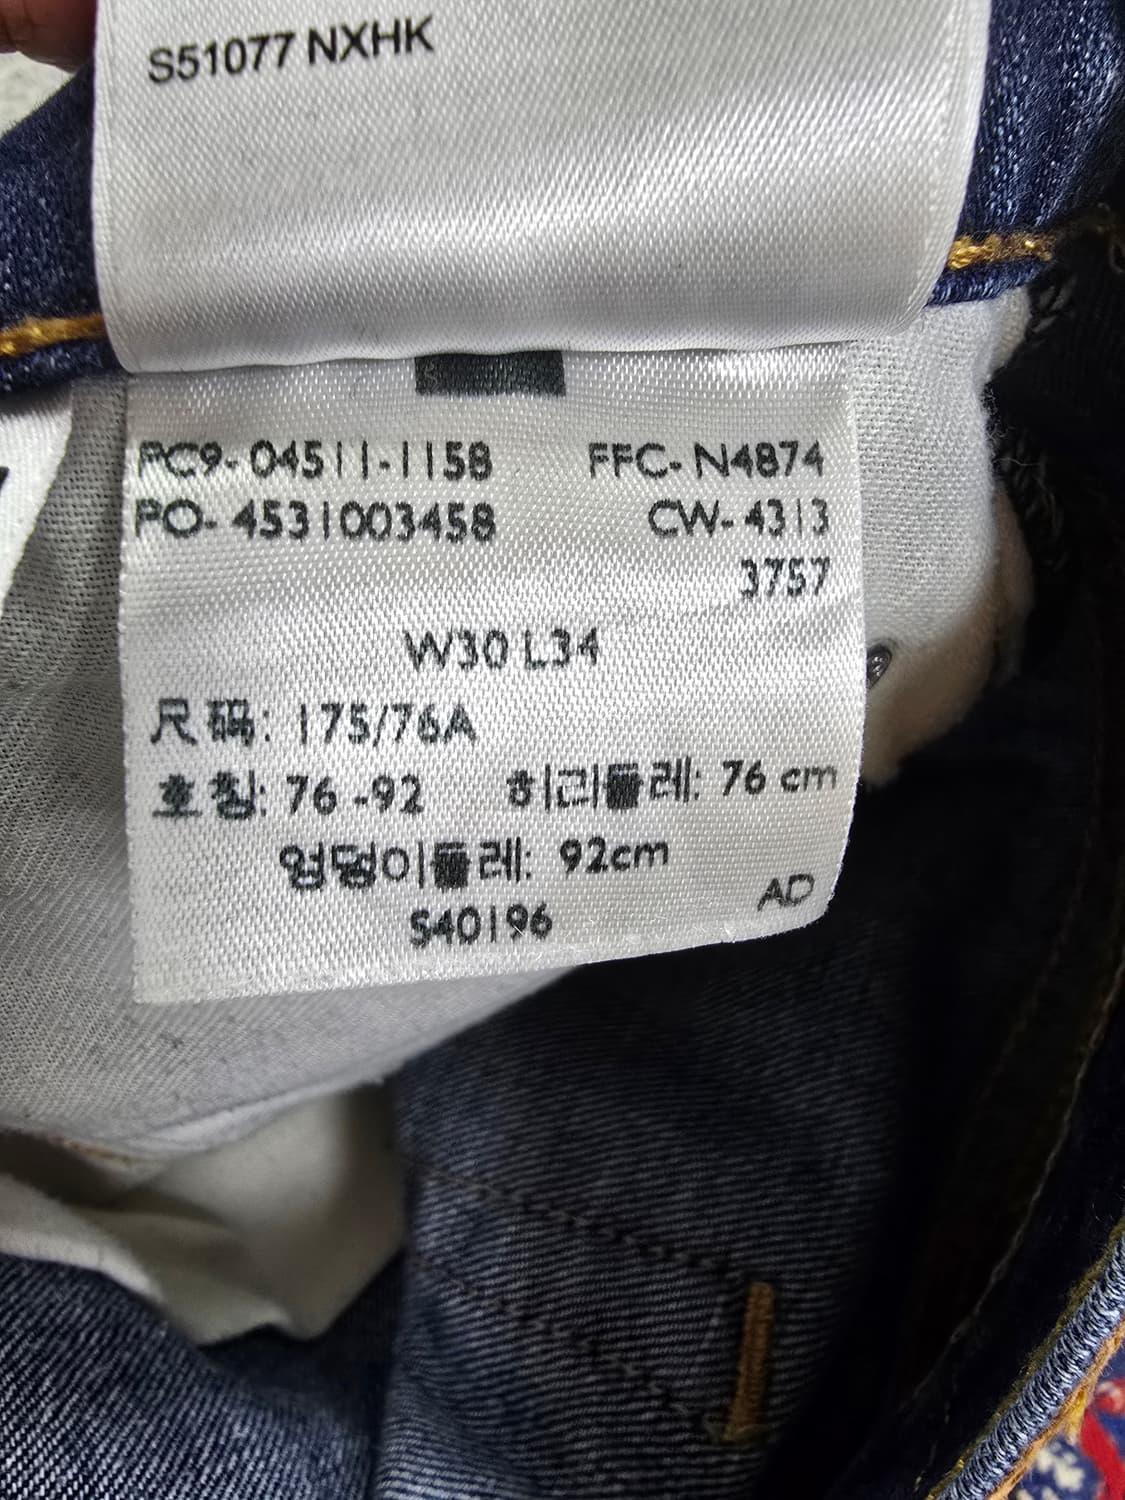 S51077 NXHK
PC9-04511-1158 FFC-N4874
PO-4531003458 CW-4313
3757
W30 L34
尺码: 175/76A
호칭: 76-92 허리둘레: 76 cm
엉덩이둘레: 92cm
AD
S40196